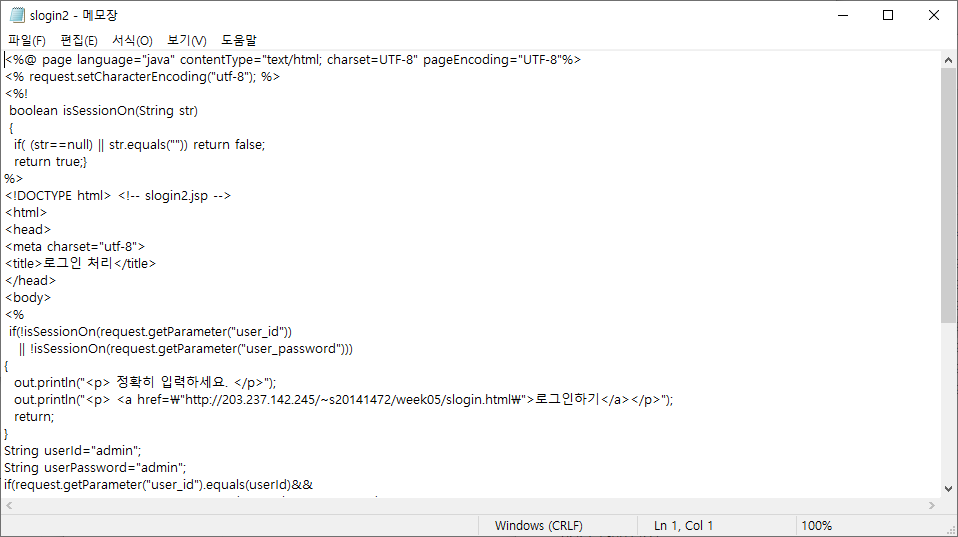 slogin2 - 메모장
파일(F) 편집(E) 서식(O) 보기(V) 도움말
<%@ page language="java" contentType="text/html; charset=UTF-8" pageEncoding="UTF-8"%>
<% request.setCharacterEncoding("utf-8"); %>
<%!
boolean isSessionOn(String str)
{
if( (str==null) || str.equals("")) return false;
return true;}
%>
<!DOCTYPE html> <!-- slogin2.jsp -->
<html>
<head>
<meta charset="utf-8">
<title>로그인 처리</title>
</head>
<body>
<%
if(!isSessionOn(request.getParameter("user_id"))
|| !isSessionOn(request.getParameter("user_password")))
{
out.println("<p> 정확히 입력하세요. </p>");
out.println("<p> <a href=₩"http://203.237.142.245/~s20141472/week05/slogin.html₩">로그인하기</a></p>");
return;
}
String userId="admin";
String userPassword="admin";
if(request.getParameter("user_id").equals(userId)&&
Windows (CRLF) Ln 1, Col 1 100%